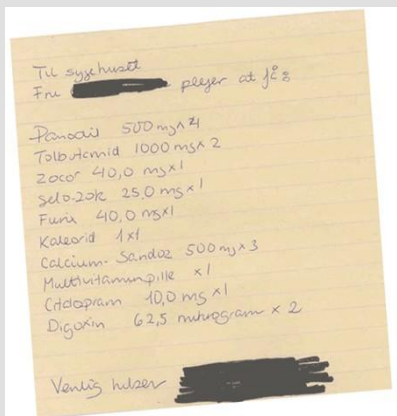 Til sygehuset
Fru plejer at få:
Panodil 500 mg x 4
Tolbutamid 1000 mg x 2
Zocor 40,0 mg x 1
Selo-zok 25,0 mg x 1
Furix 40,0 mg x 1
Kaleorid 1 x 1
Calcium-Sandoz 500 mg x 3
Multivitaminpille x 1
Citalopram 10,0 mg x 1
Digoxin 62,5 mikrogram x 2
Venlig hilsen